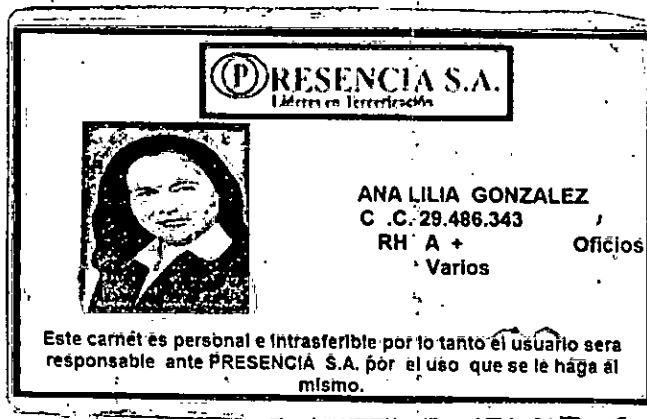 PRESENCIA S.A.
Líderes en Tercerización
ANA LILIA GONZALEZ
C .C. 29.486.343
RH A + Oficios
Varios
Este carnet es personal e intrasferible por lo tanto el usuario sera
responsable ante PRESENCIA S.A. por el uso que se le haga al
mismo.